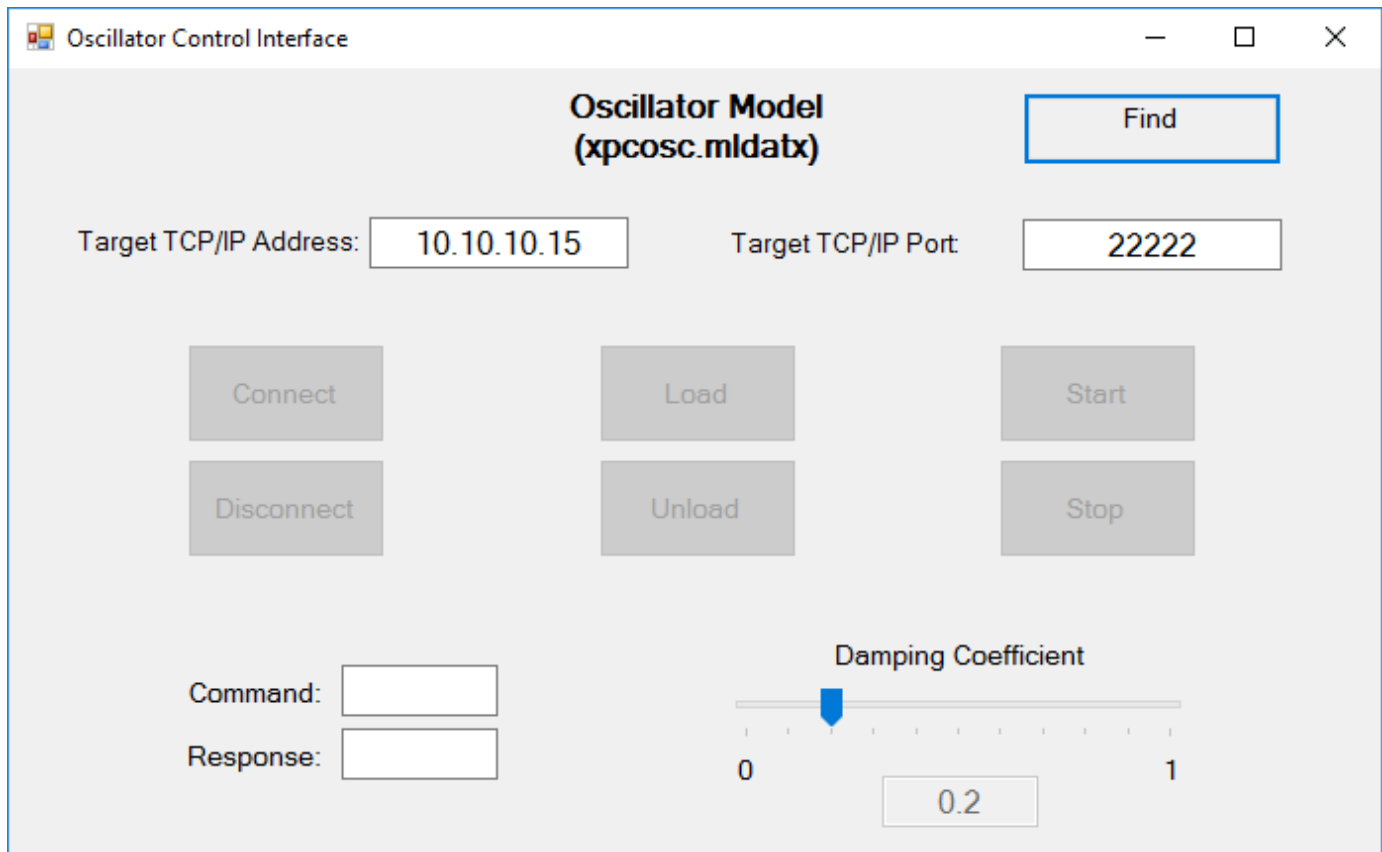 Oscillator Control Interface
Oscillator Model
(xpcosc.mldatx)
Find
Target TCP/IP Address:
10.10.10.15
Target TCP/IP Port:
22222
Connect
Load
Start
Disconnect
Unload
Stop
Damping Coefficient
Command:
Response:
0
1
0.2